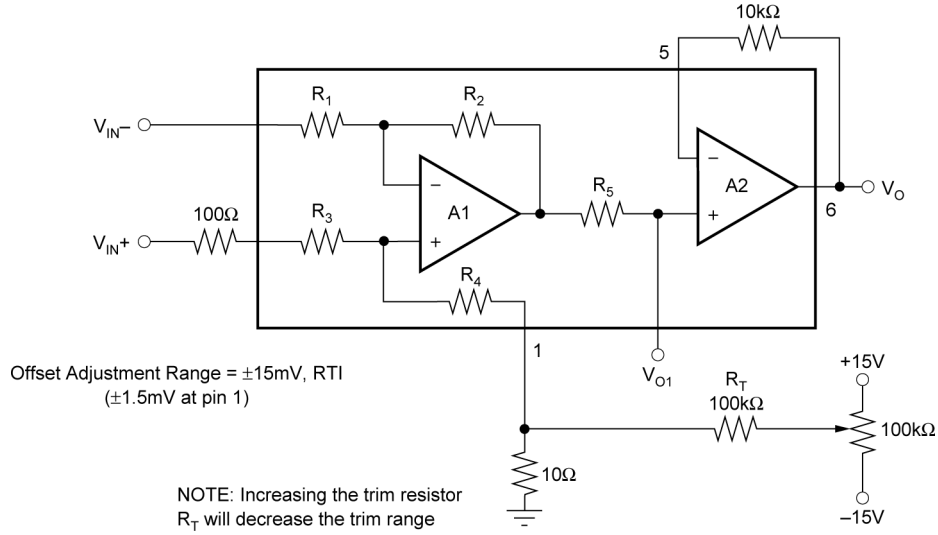 10kΩ
5
R1
R2
VIN–
–
A1
+
–
A2
+
R5
VO
6
100Ω
R3
VIN+
R4
1
VO1
Offset Adjustment Range = ±15mV, RTI
(±1.5mV at pin 1)
+15V
RT
100kΩ
100kΩ
10Ω
–15V
NOTE: Increasing the trim resistor
RT will decrease the trim range